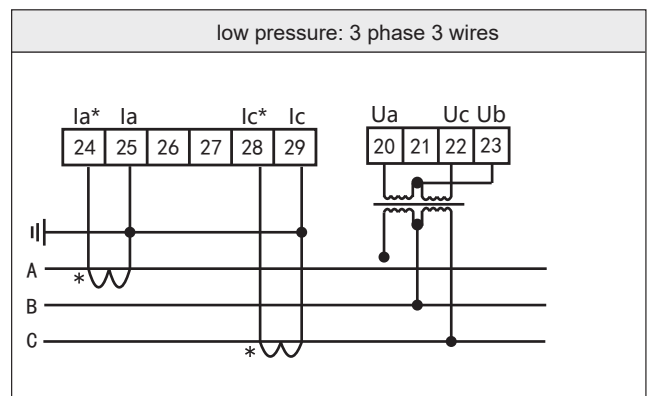 low pressure: 3 phase 3 wires
Ia* Ia Ic* Ic Ua Uc Ub
24 25 26 27 28 29 20 21 22 23
A *
B
C *